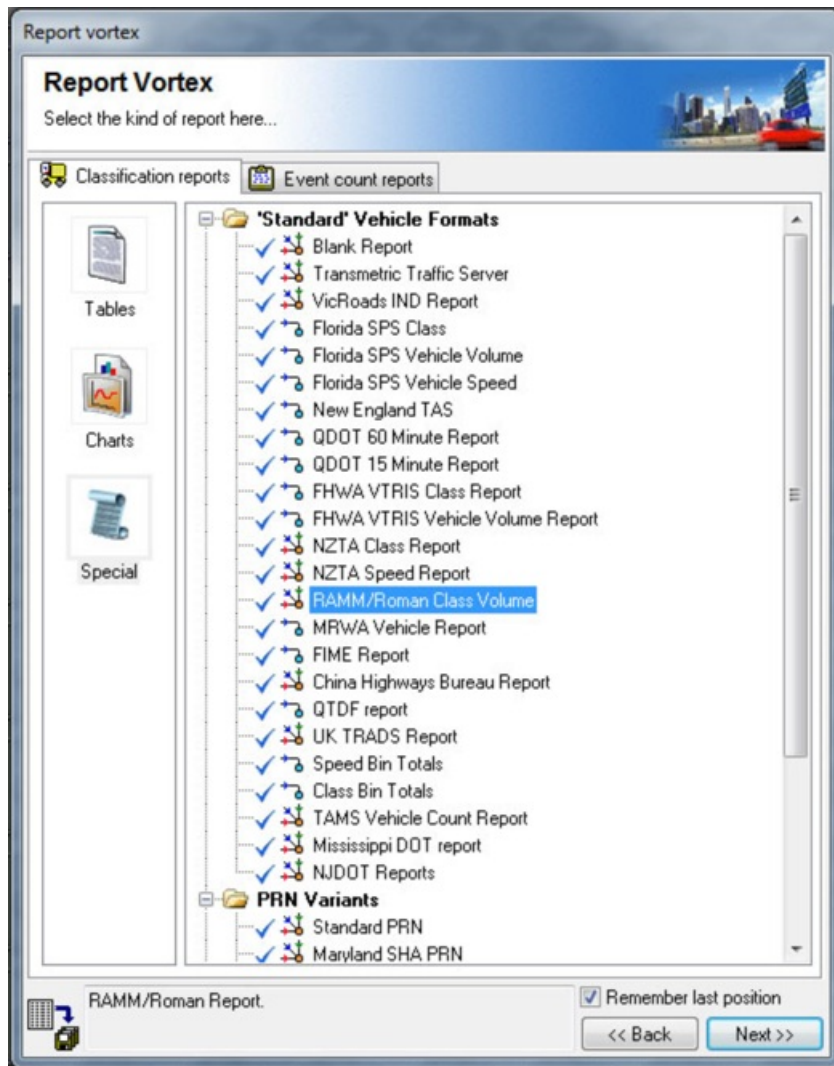 Report vortex
Report Vortex
Select the kind of report here...
Classification reports
Event count reports
Tables
Charts
Special
'Standard' Vehicle Formats
Blank Report
Transmetric Traffic Server
VicRoads IND Report
Florida SPS Class
Florida SPS Vehicle Volume
Florida SPS Vehicle Speed
New England TAS
QDOT 60 Minute Report
QDOT 15 Minute Report
FHWA VTRIS Class Report
FHWA VTRIS Vehicle Volume Report
NZTA Class Report
NZTA Speed Report
RAMM/Roman Class Volume
MRWA Vehicle Report
FIME Report
China Highways Bureau Report
QTDF report
UK TRADS Report
Speed Bin Totals
Class Bin Totals
TAMS Vehicle Count Report
Mississippi DOT report
NJDOT Reports
PRN Variants
Standard PRN
Maryland SHA PRN
RAMM/Roman Report.
Remember last position
<< Back
Next >>